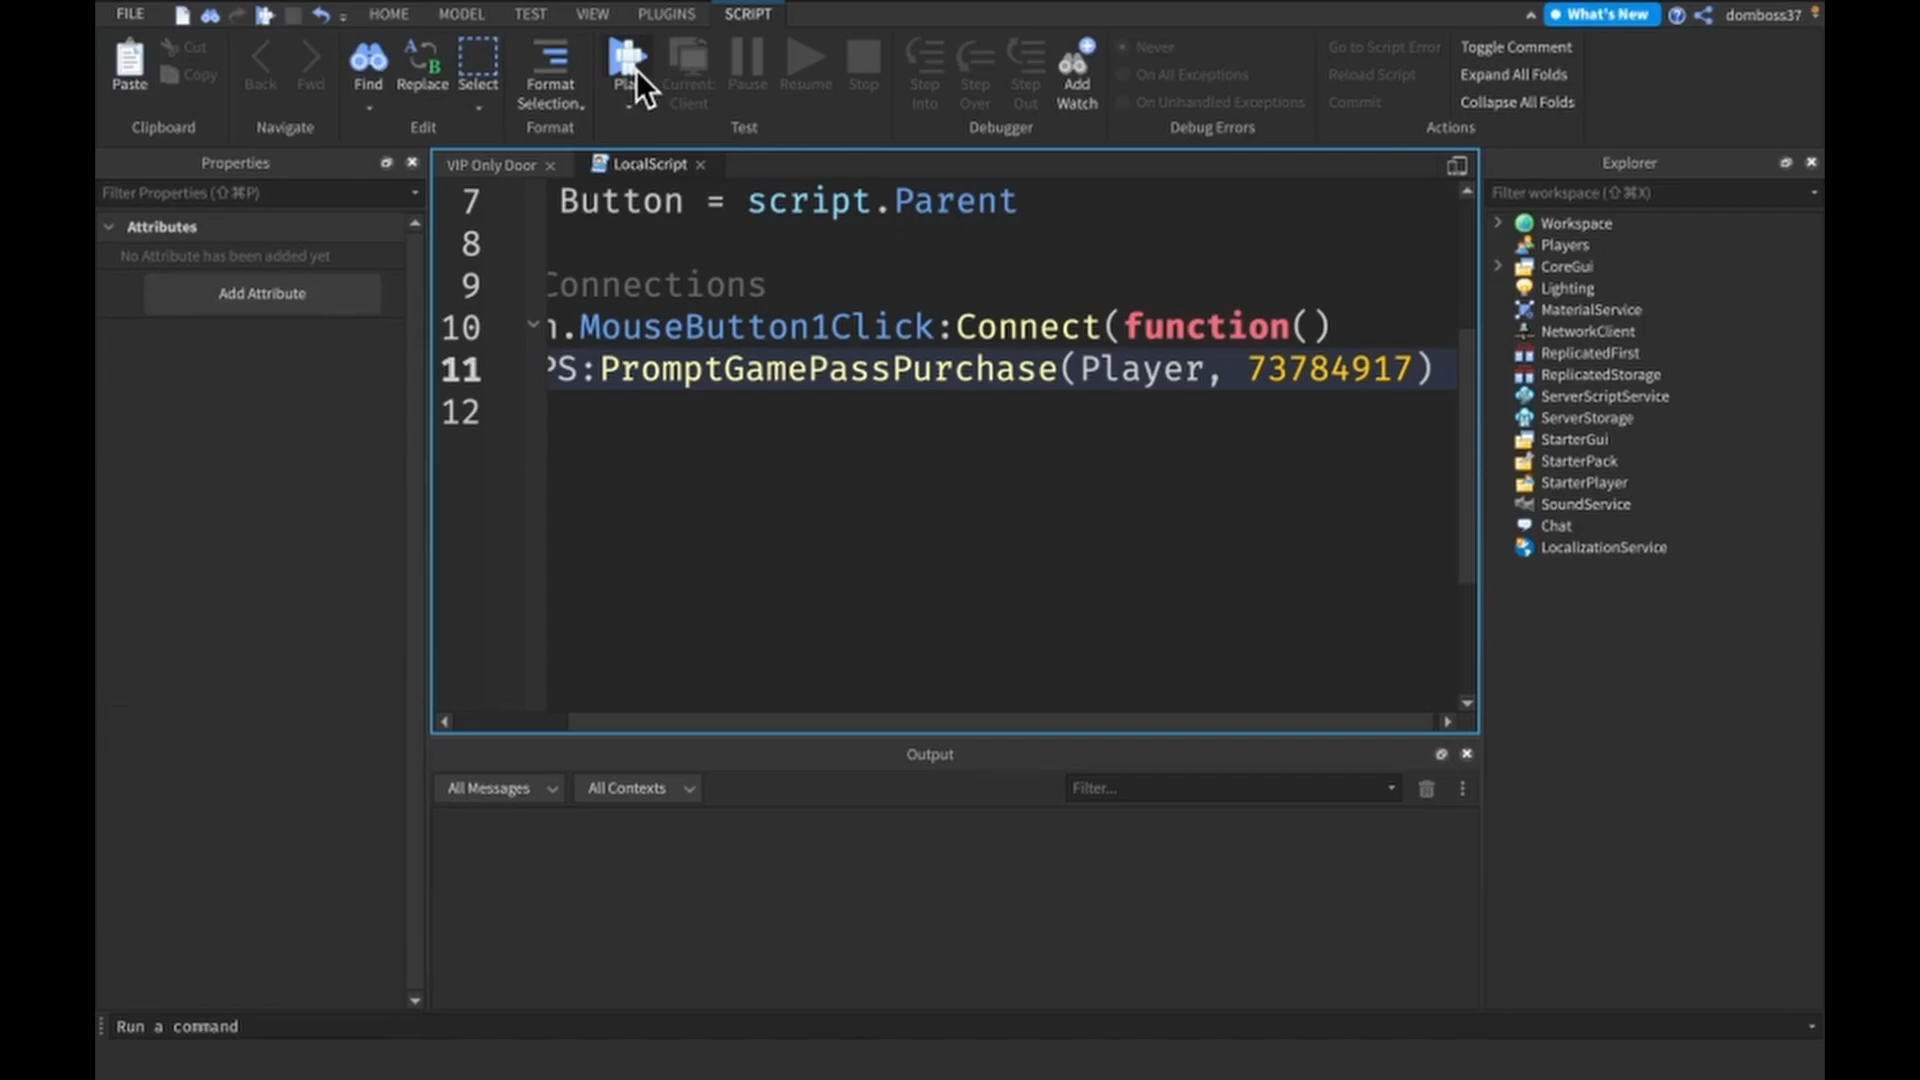 FILE HOME MODEL TEST VIEW PLUGINS SCRIPT What's New domboss37
Paste Cut Copy Back Fwd Find Replace Select Format Selection Current: Client Pause Resume Stop Step Into Step Over Step Out Add Watch
Never
On All Exceptions
On Unhandled Exceptions
Go to Script Error
Reload Script
Commit
Toggle Comment
Expand All Folds
Collapse All Folds
Clipboard Navigate Edit Format Test Debugger Debug Errors Actions
Properties
Filter Properties (⇧⌘P)
Attributes
No Attribute has been added yet
Add Attribute
VIP Only Door LocalScript
7 Button = script.Parent
8
9 Connections
10 n.MouseButton1Click:Connect(function()
11 PS:PromptGamePassPurchase(Player, 73784917)
12
Output
All Messages All Contexts Filter...
Explorer
Filter workspace (⇧⌘X)
Workspace
Players
CoreGui
Lighting
MaterialService
NetworkClient
ReplicatedFirst
ReplicatedStorage
ServerScriptService
ServerStorage
StarterGui
StarterPack
StarterPlayer
SoundService
Chat
LocalizationService
Run a command